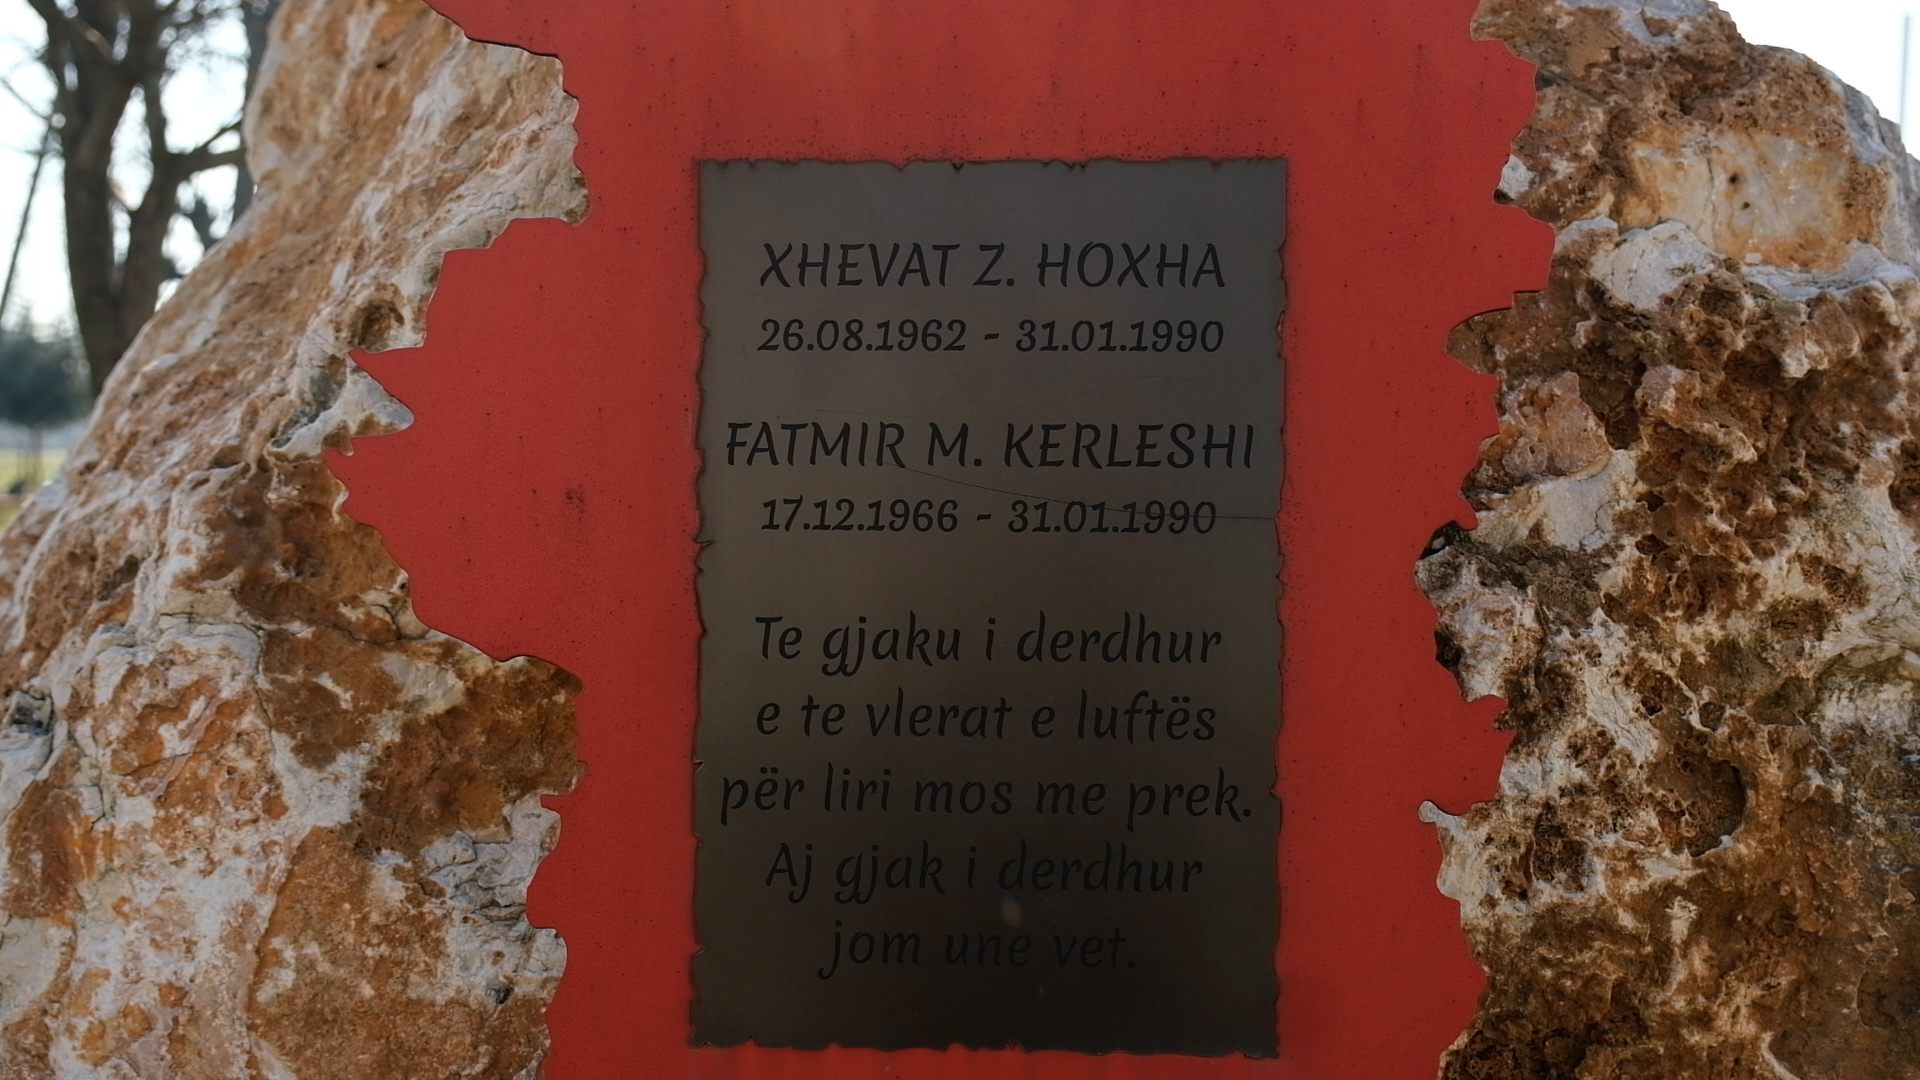 XHEVAT Z. HOXHA
26.08.1962 - 31.01.1990
FATMIR M. KERLESHI
17.12.1966 - 31.01.1990
Te gjaku i derdhur
e te vlerat e luftës
për liri mos me prek.
Aj gjak i derdhur
jom une vet.